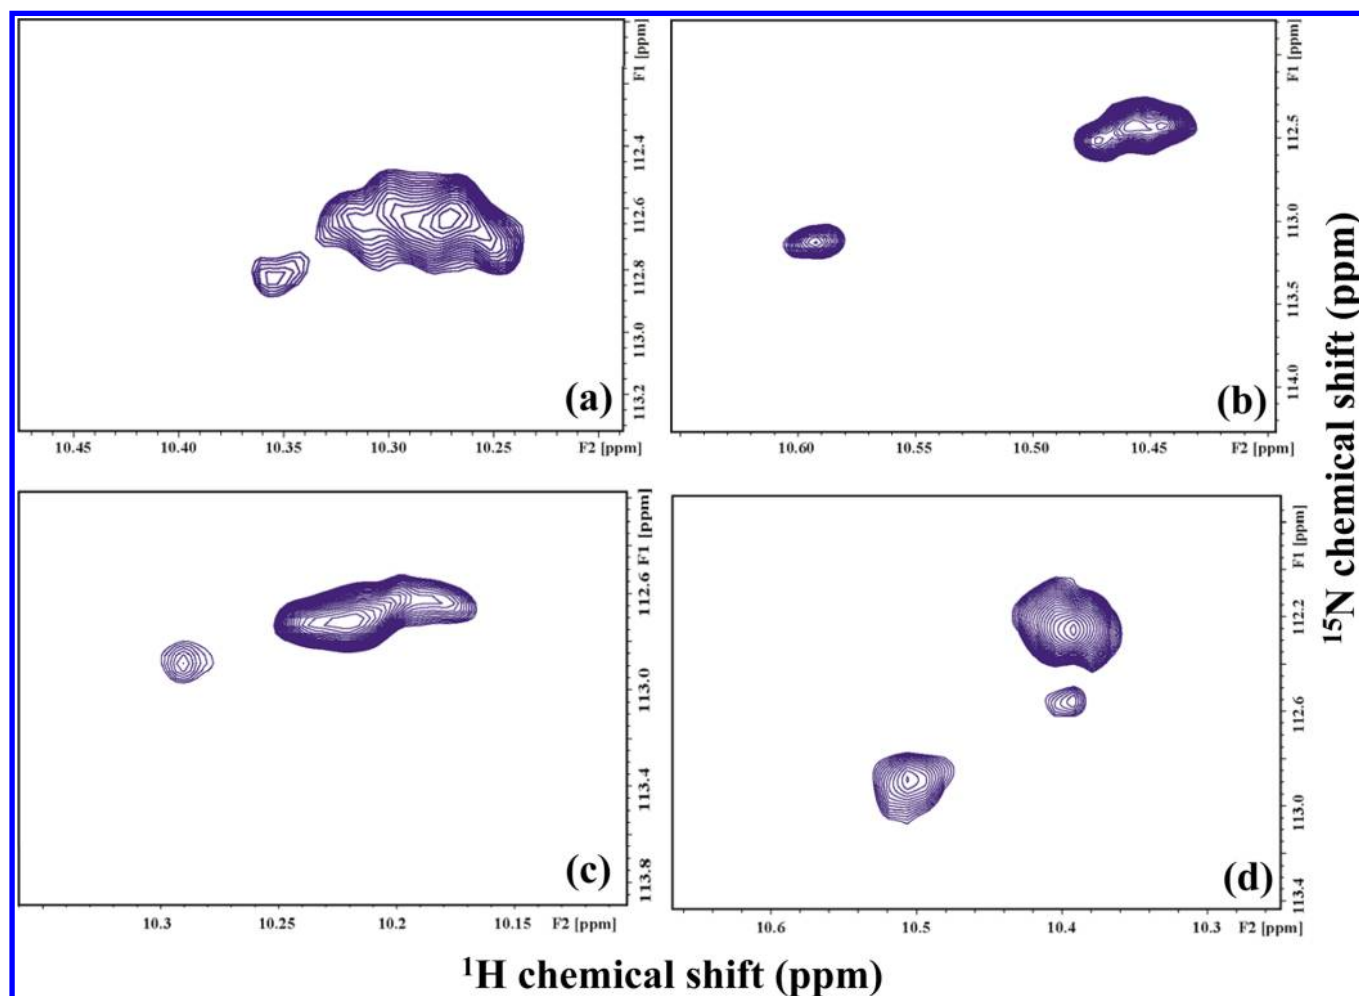 F1 [ppm]
112.4
112.6
112.8
113.0
113.2
(a)
10.45 10.40 10.35 10.30 10.25 F2 [ppm]
F1 [ppm]
112.5
113.0
113.5
114.0
(b)
10.60 10.55 10.50 10.45 F2 [ppm]
F1 [ppm]
112.6
113.0
113.4
113.8
(c)
10.3 10.25 10.2 10.15 F2 [ppm]
F1 [ppm]
112.2
112.6
113.0
113.4
(d)
10.6 10.5 10.4 10.3 F2 [ppm]
¹⁵N chemical shift (ppm)
¹H chemical shift (ppm)